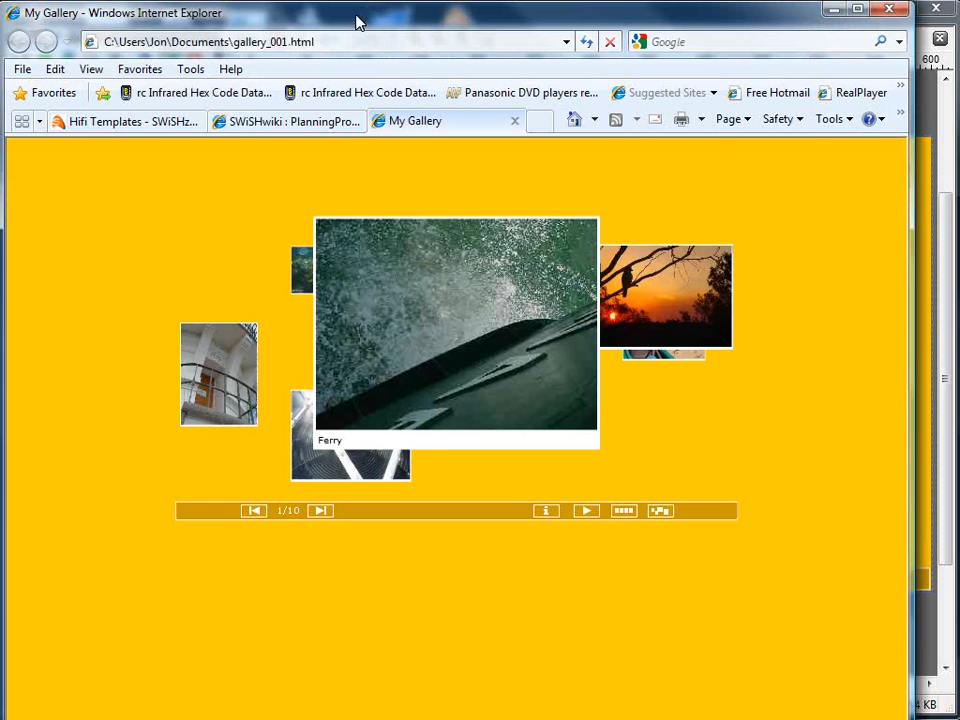 My Gallery - Windows Internet Explorer
C:\Users\Jon\Documents\gallery_001.html
Google
File Edit View Favorites Tools Help
Favorites rc Infrared Hex Code Data... rc Infrared Hex Code Data... Panasonic DVD players re... Suggested Sites Free Hotmail RealPlayer
Hifi Templates - SWiSHz... SWiSHwiki : PlanningPro... My Gallery
Page Safety Tools
600
Ferry
1/10
i
4 KB